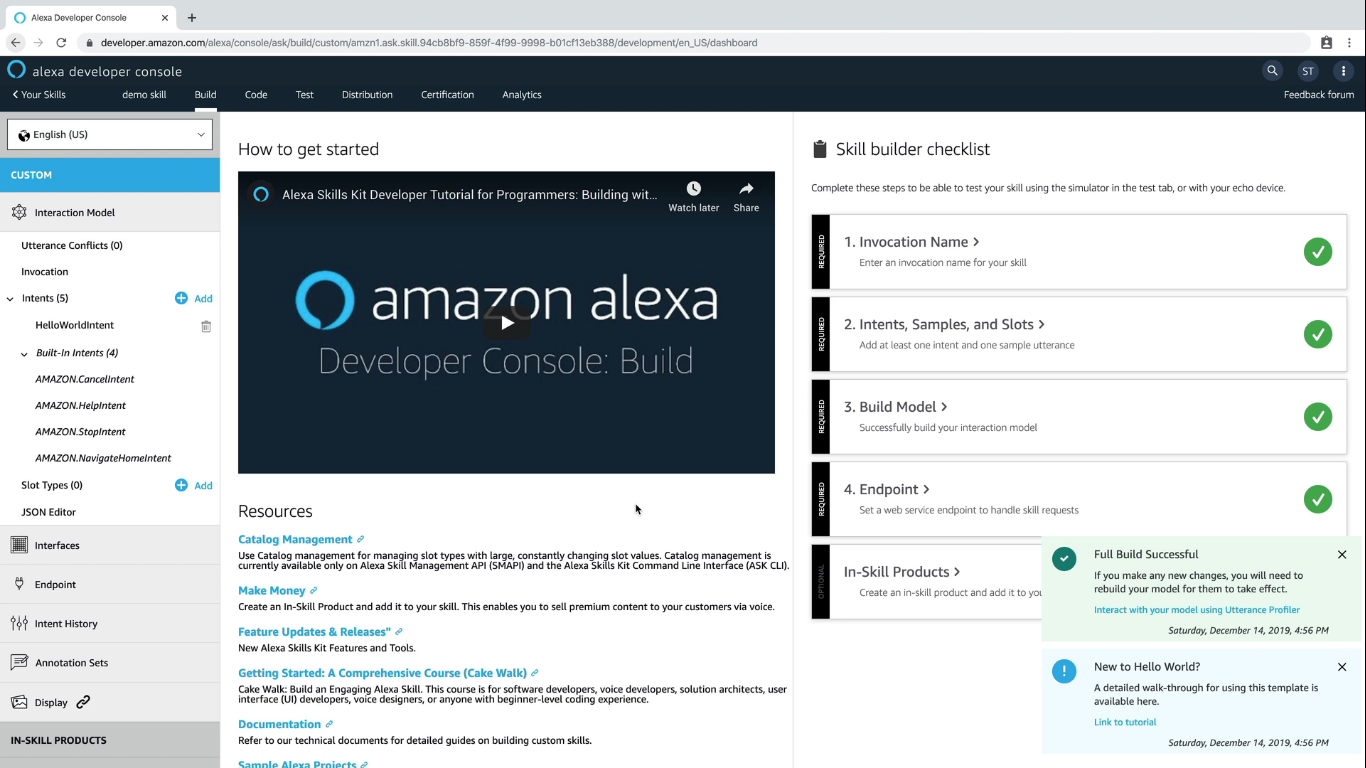 Alexa Developer Console
developer.amazon.com/alexa/console/ask/build/custom/amzn1.ask.skill.94cb8bf9-859f-4f99-9998-b01cf13eb388/development/en_US/dashboard
alexa developer console
ST
Your Skills
demo skill
Build
Code
Test
Distribution
Certification
Analytics
Feedback forum
English (US)
CUSTOM
Interaction Model
Utterance Conflicts (0)
Invocation
Intents (5)
Add
HelloWorldIntent
Built-In Intents (4)
AMAZON.CancelIntent
AMAZON.HelpIntent
AMAZON.StopIntent
AMAZON.NavigateHomeIntent
Slot Types (0)
Add
JSON Editor
Interfaces
Endpoint
Intent History
Annotation Sets
Display
IN-SKILL PRODUCTS
How to get started
Alexa Skills Kit Developer Tutorial for Programmers: Building wit...
Watch later
Share
amazon alexa
Developer Console: Build
Resources
Catalog Management
Use Catalog management for managing slot types with large, constantly changing slot values. Catalog management is
currently available only on Alexa Skill Management API (SMAPI) and the Alexa Skills Kit Command Line Interface (ASK CLI).
Make Money
Create an In-Skill Product and add it to your skill. This enables you to sell premium content to your customers via voice.
Feature Updates & Releases"
New Alexa Skills Kit Features and Tools.
Getting Started: A Comprehensive Course (Cake Walk)
Cake Walk: Build an Engaging Alexa Skill. This course is for software developers, voice developers, solution architects, user
interface (UI) developers, voice designers, or anyone with beginner-level coding experience.
Documentation
Refer to our technical documents for detailed guides on building custom skills.
Sample Alexa Projects
Skill builder checklist
Complete these steps to be able to test your skill using the simulator in the test tab, or with your echo device.
REQUIRED
1. Invocation Name
Enter an invocation name for your skill
REQUIRED
2. Intents, Samples, and Slots
Add at least one intent and one sample utterance
REQUIRED
3. Build Model
Successfully build your interaction model
REQUIRED
4. Endpoint
Set a web service endpoint to handle skill requests
OPTIONAL
In-Skill Products
Create an in-skill product and add it to you
Full Build Successful
If you make any new changes, you will need to
rebuild your model for them to take effect.
Interact with your model using Utterance Profiler
Saturday, December 14, 2019, 4:56 PM
New to Hello World?
A detailed walk-through for using this template is
available here.
Link to tutorial
Saturday, December 14, 2019, 4:56 PM